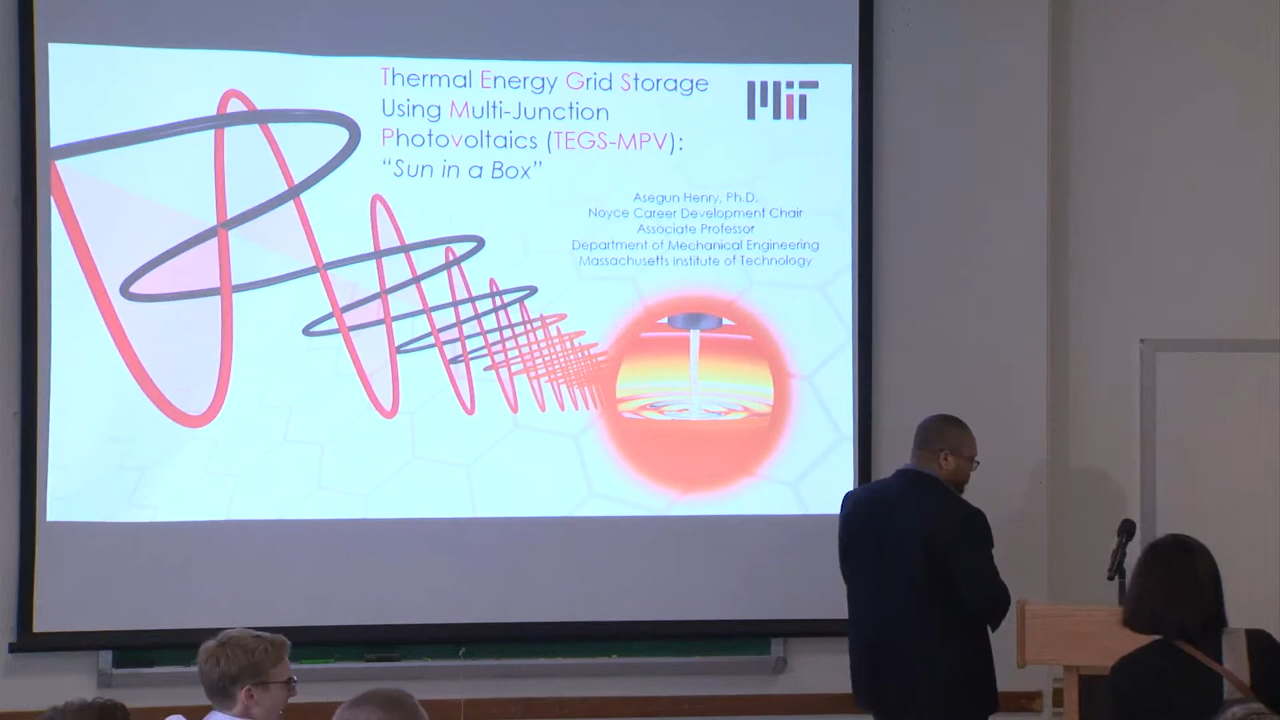 Thermal Energy Grid Storage
Using Multi-Junction
Photovoltaics (TEGS-MPV):
“Sun in a Box”
MIT
Asegun Henry, Ph.D.
Noyce Career Development Chair
Associate Professor
Department of Mechanical Engineering
Massachusetts Institute of Technology